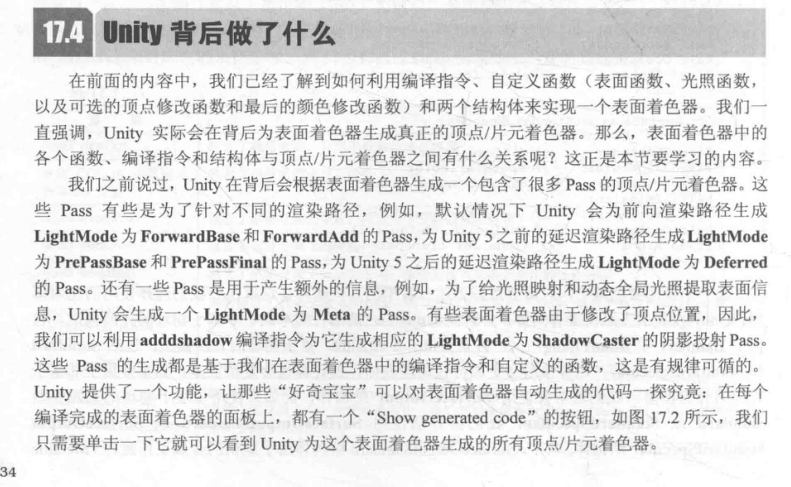 17.4 Unity 背后做了什么
在前面的内容中，我们已经了解到如何利用编译指令、自定义函数（表面函数、光照函数，
以及可选的顶点修改函数和最后的颜色修改函数）和两个结构体来实现一个表面着色器。我们一
直强调，Unity 实际会在背后为表面着色器生成真正的顶点/片元着色器。那么，表面着色器中的
各个函数、编译指令和结构体与顶点/片元着色器之间有什么关系呢？这正是本节要学习的内容。
我们之前说过，Unity 在背后会根据表面着色器生成一个包含了很多 Pass 的顶点/片元着色器。这
些 Pass 有些是为了针对不同的渲染路径，例如，默认情况下 Unity 会为前向渲染路径生成
LightMode 为 ForwardBase 和 ForwardAdd 的 Pass，为 Unity 5 之前的延迟渲染路径生成 LightMode
为 PrePassBase 和 PrePassFinal 的 Pass，为 Unity 5 之后的延迟渲染路径生成 LightMode 为 Deferred
的 Pass。还有一些 Pass 是用于产生额外的信息，例如，为了给光照映射和动态全局光照提取表面信
息，Unity 会生成一个 LightMode 为 Meta 的 Pass。有些表面着色器由于修改了顶点位置，因此，
我们可以利用 adddshadow 编译指令为它生成相应的 LightMode 为 ShadowCaster 的阴影投射 Pass。
这些 Pass 的生成都是基于我们在表面着色器中的编译指令和自定义的函数，这是有规律可循的。
Unity 提供了一个功能，让那些“好奇宝宝”可以对表面着色器自动生成的代码一探究竟：在每个
编译完成的表面着色器的面板上，都有一个“Show generated code”的按钮，如图 17.2 所示，我们
只需要单击一下它就可以看到 Unity 为这个表面着色器生成的所有顶点/片元着色器。
34